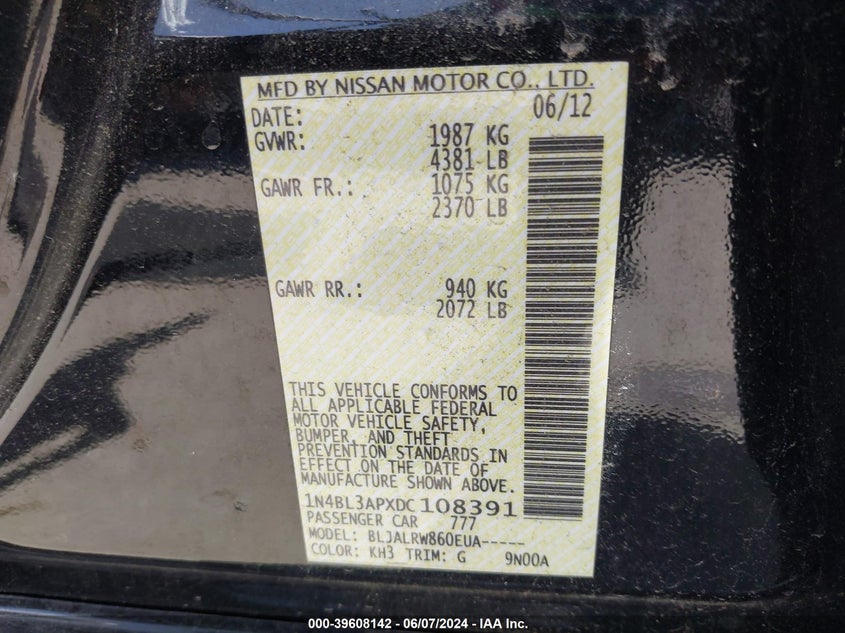 MFD BY NISSAN MOTOR CO., LTD.
DATE: 06/12
GVWR: 1987 KG
4381 LB
GAWR FR.: 1075 KG
2370 LB
GAWR RR.: 940 KG
2072 LB
THIS VEHICLE CONFORMS TO
ALL APPLICABLE FEDERAL
MOTOR VEHICLE SAFETY,
BUMPER, AND THEFT
PREVENTION STANDARDS IN
EFFECT ON THE DATE OF
MANUFACTURE SHOWN ABOVE.
1N4BL3APXDC108391
PASSENGER CAR 777
MODEL: BLJALRW860EUA-----
COLOR: KH3 TRIM: G 9N00A
000-39608142 - 06/07/2024 - IAA Inc.